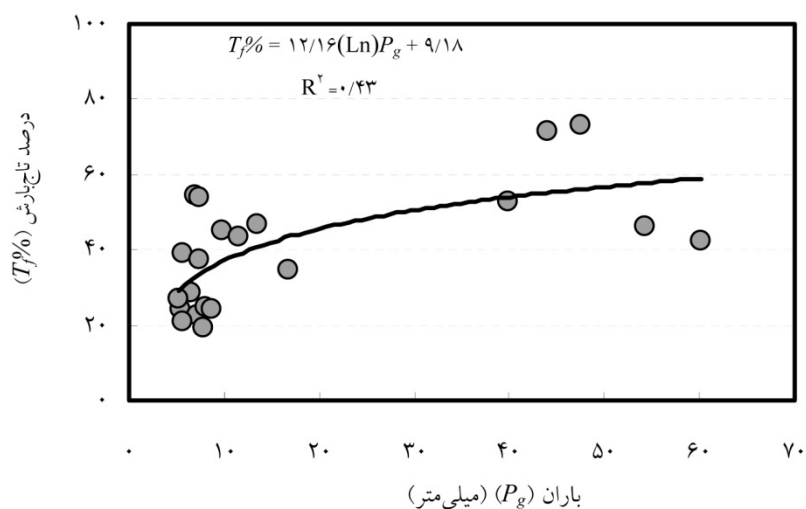 T_f% = ۱۲/۱۶(Ln)P_g + ۹/۱۸
R^۲ =۰/۴۳
درصد تاج‌بارش (T_f%)
۱۰۰
۸۰
۶۰
۴۰
۲۰
۰
۰ ۱۰ ۲۰ ۳۰ ۴۰ ۵۰ ۶۰ ۷۰
باران (P_g) (میلی‌متر)